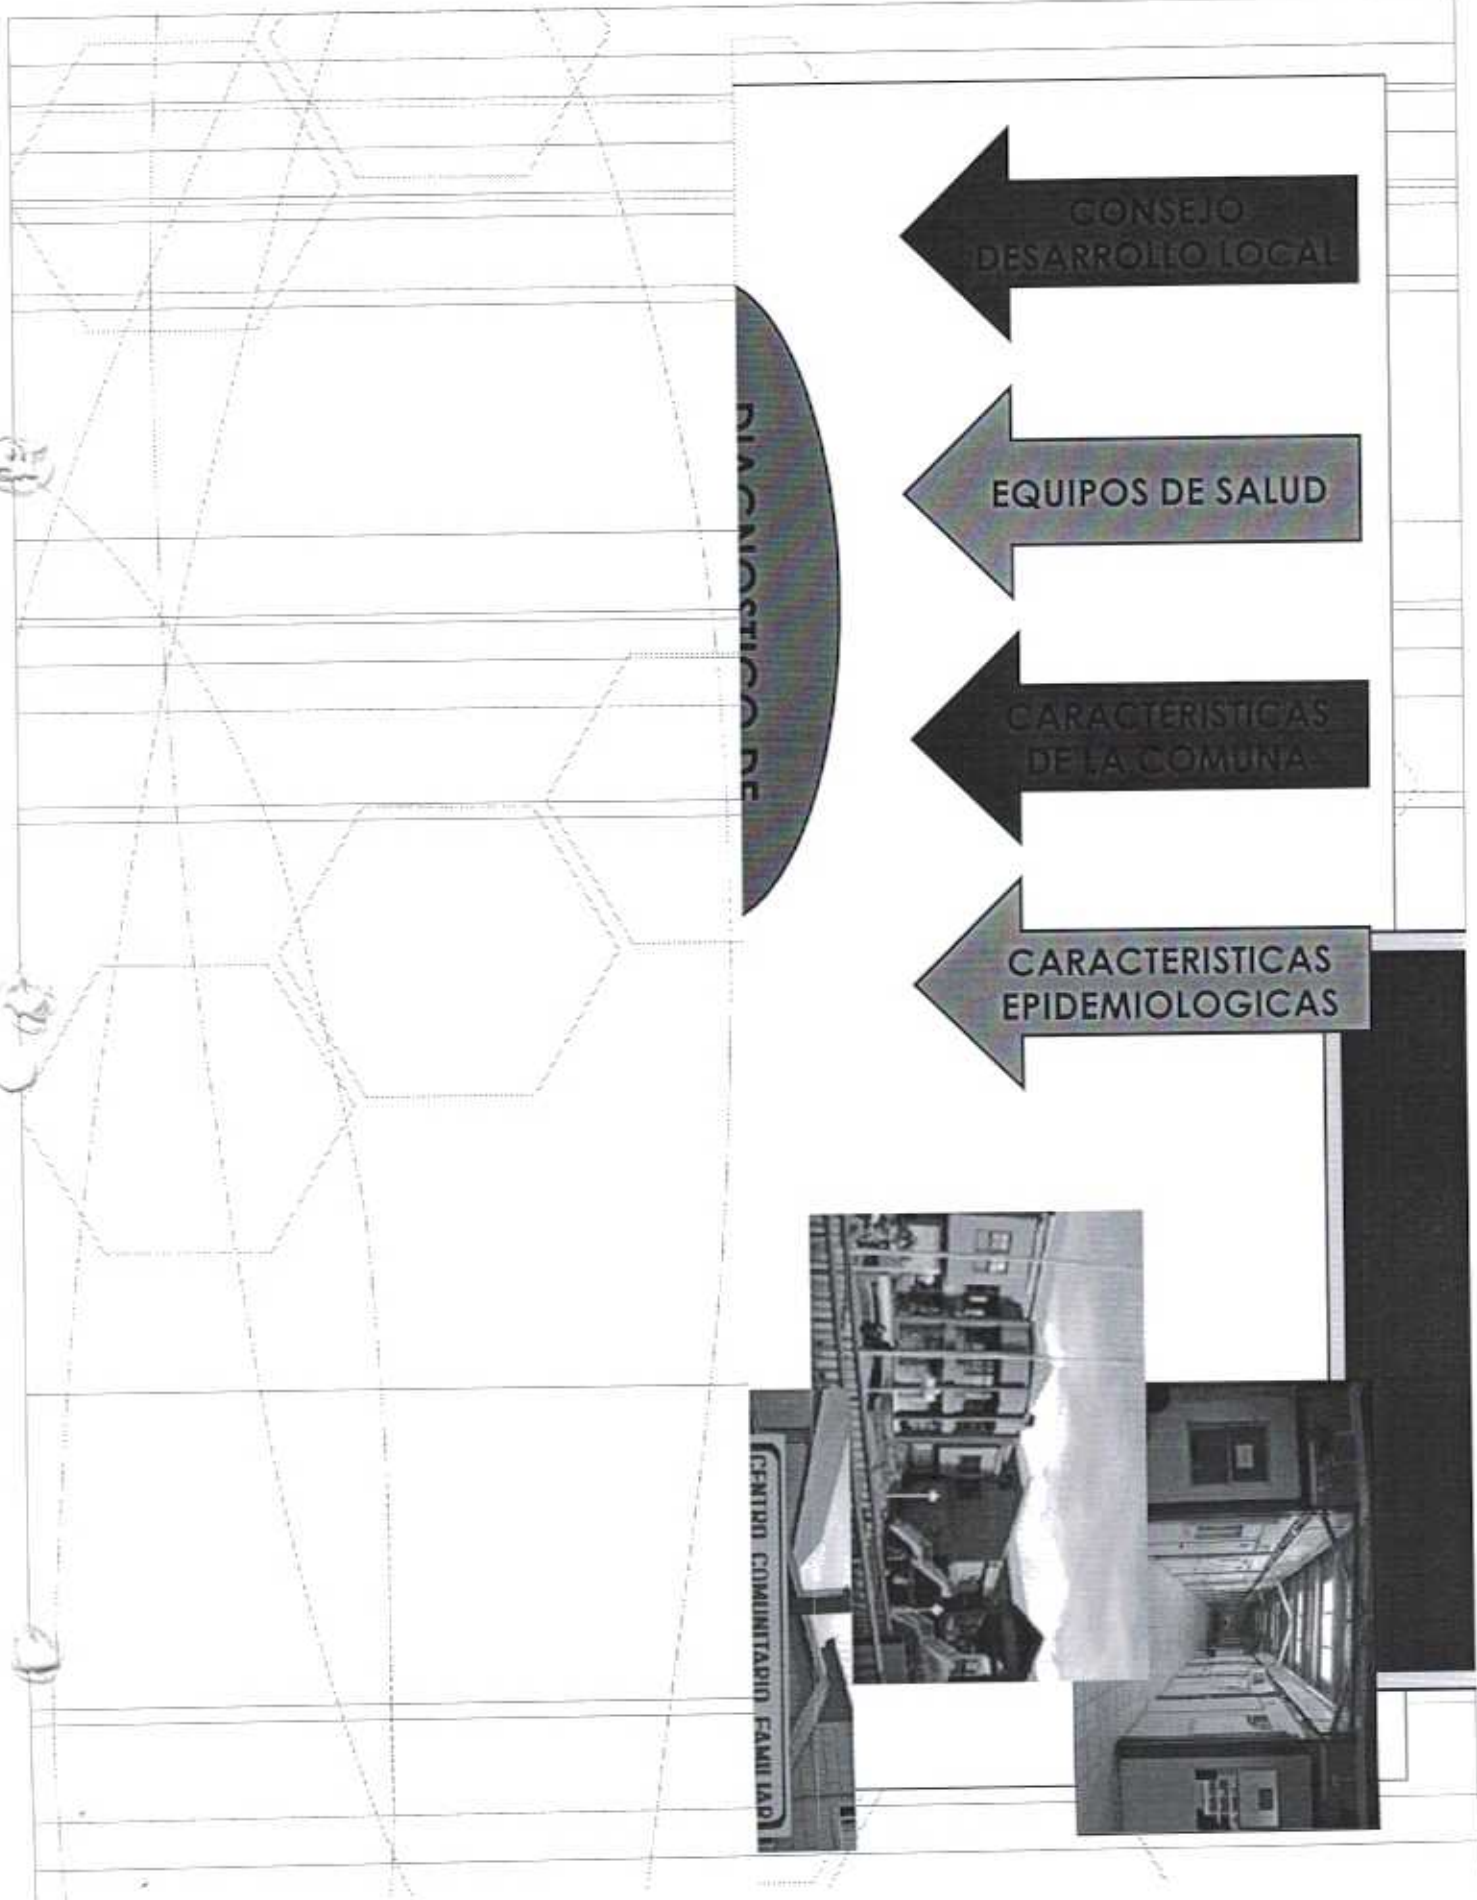 CONSEJO
DESARROLLO LOCAL
EQUIPOS DE SALUD
CARACTERISTICAS
DE LA COMUNA
CARACTERISTICAS
EPIDEMIOLOGICAS
DIAGNOSTICO DE
CENTRO COMUNITARIO FAMILIAR